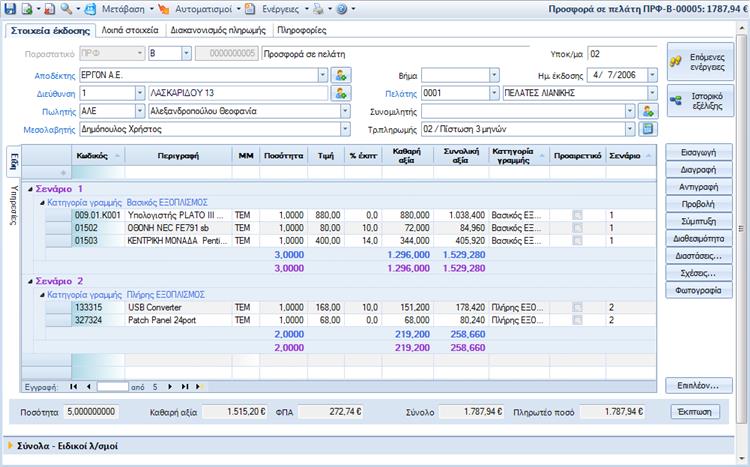 Μετάβαση Αυτοματισμοί Ενέργειες Προσφορά σε πελάτη ΠΡΦ-Β-00005: 1787,94 €
Στοιχεία έκδοσης Λοιπά στοιχεία Διακανονισμός πληρωμής Πληροφορίες
Παραστατικό ΠΡΦ Β 0000000005 Προσφορά σε πελάτη Υποκ/μα 02
Επόμενες ενέργειες
Αποδέκτης ΕΡΓΟΝ Α.Ε. Βήμα Ημ. έκδοσης 4/ 7/2006
Διεύθυνση 1 ΛΑΣΚΑΡΙΔΟΥ 13 Πελάτης 0001 ΠΕΛΑΤΕΣ ΛΙΑΝΙΚΗΣ
Ιστορικό εξέλιξης
Πωλητής ΑΛΕ Αλεξανδροπούλου Θεοφανία Συνομιλητής
Μεσολαβητής Δημόπουλος Χρήστος Τρ.πληρωμής 02 / Πίστωση 3 μηνών
Είδη
Υπηρεσίες
Κωδικός Περιγραφή ΜΜ Ποσότητα Τιμή % έκπτ Καθαρή αξία Συνολική αξία Κατηγορία γραμμής Προαιρετικό Σενάριο
Σενάριο 1
Κατηγορία γραμμής Βασικός ΕΞΟΠΛΙΣΜΟΣ
009.01.Κ001 Υπολογιστής PLATO III ... ΤΕΜ 1,0000 880,00 0,0 880,000 1.038,400 Βασικός ΕΞ... 1
01502 ΟΘΟΝΗ NEC FE791 sb ΤΕΜ 1,0000 80,00 10,0 72,000 84,960 Βασικός ΕΞ... 1
01503 ΚΕΝΤΡΙΚΗ ΜΟΝΑΔΑ Penti... ΤΕΜ 1,0000 400,00 14,0 344,000 405,920 Βασικός ΕΞ... 1
3,0000 1.296,000 1.529,280
3,0000 1.296,000 1.529,280
Σενάριο 2
Κατηγορία γραμμής Πλήρης ΕΞΟΠΛΙΣΜΟΣ
133315 USB Converter ΤΕΜ 1,0000 168,00 10,0 151,200 178,420 Πλήρης ΕΞΟ... 2
327324 Patch Panel 24port ΤΕΜ 1,0000 68,00 0,0 68,000 80,240 Πλήρης ΕΞΟ... 2
2,0000 219,200 258,660
2,0000 219,200 258,660
Εγγραφή: από 5
Εισαγωγή
Διαγραφή
Αντιγραφή
Προβολή
Σύμπτυξη
Διαθεσιμότητα
Διαστάσεις...
Σχέσεις...
Φωτογραφία
Επιπλέον...
Ποσότητα 5,000000000 Καθαρή αξία 1.515,20 € ΦΠΑ 272,74 € Σύνολο 1.787,94 € Πληρωτέο ποσό 1.787,94 € Έκπτωση
Σύνολα - Ειδικοί λ/σμοί